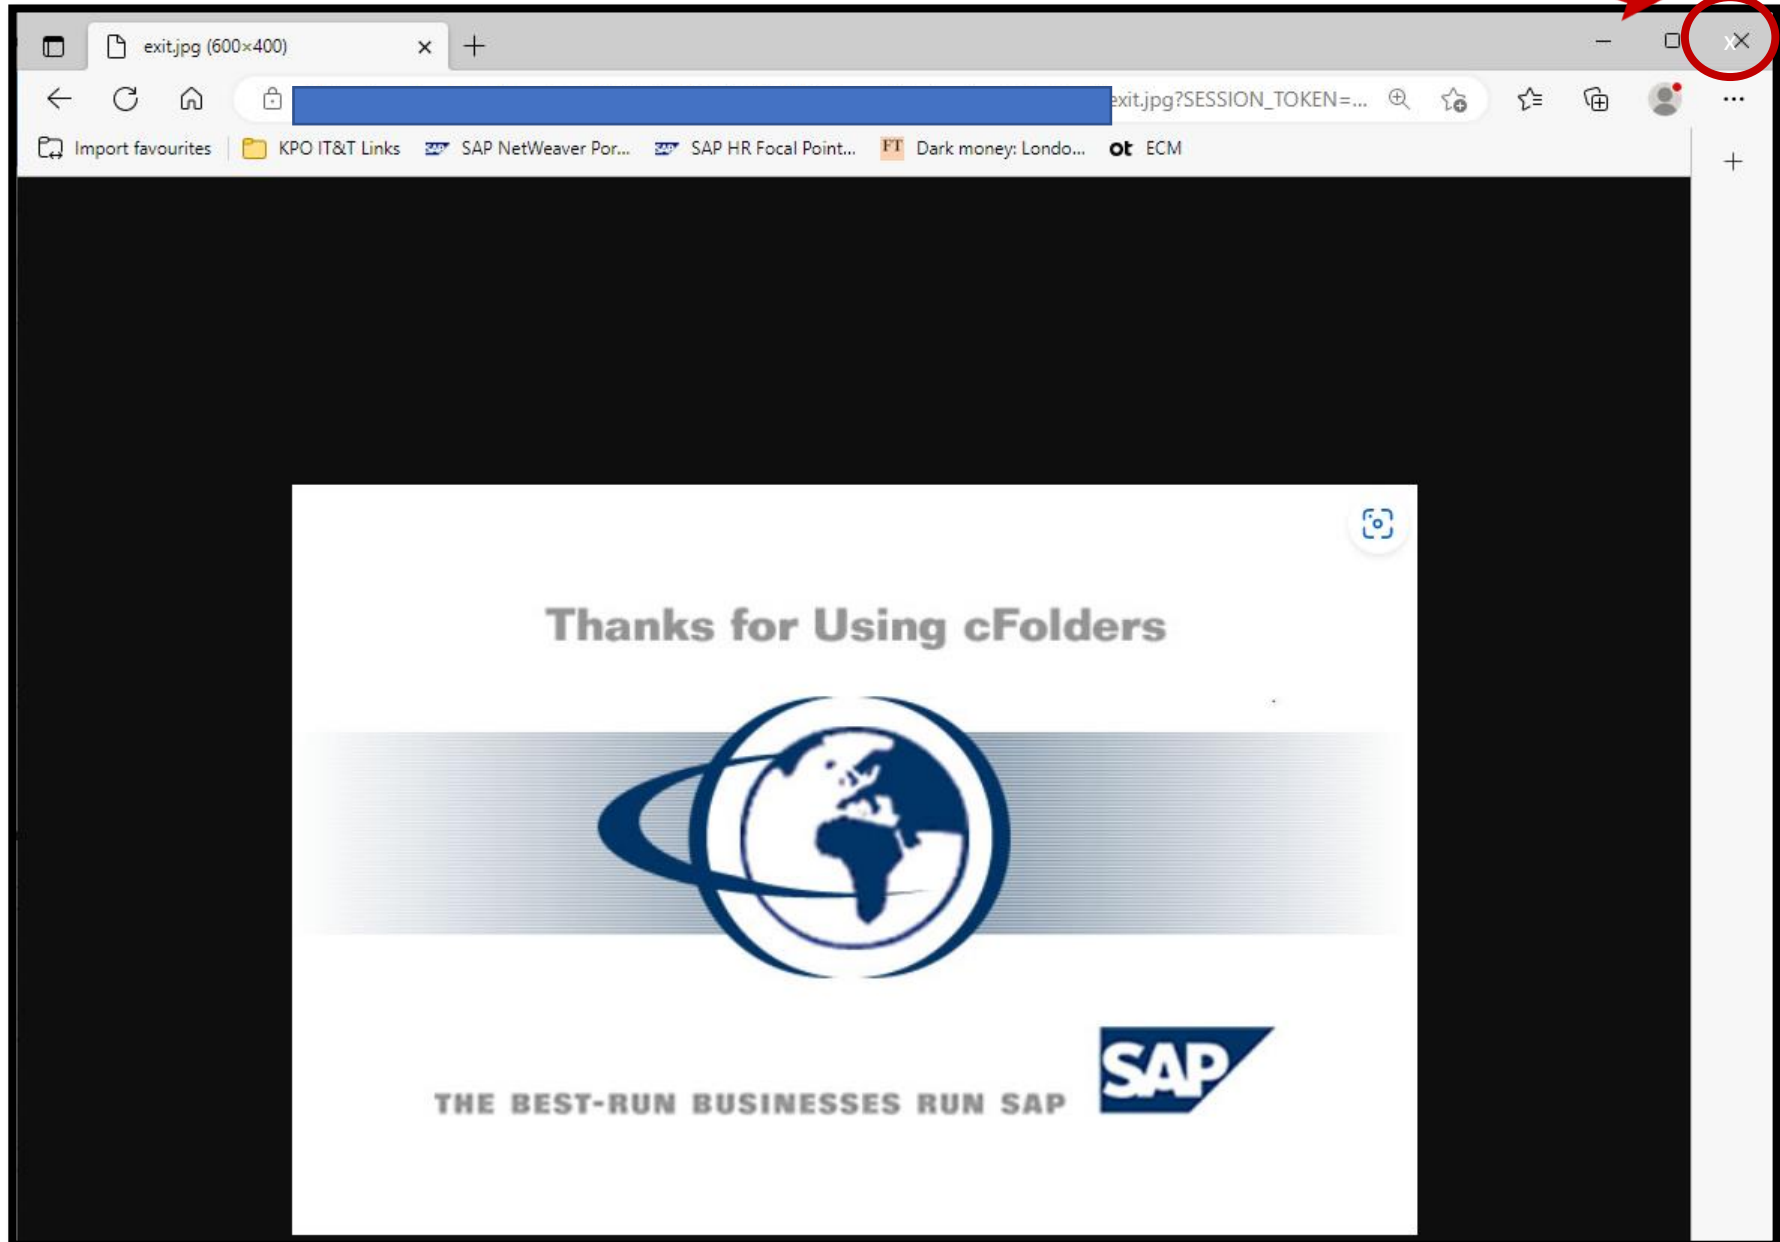 exit.jpg (600×400)
exit.jpg?SESSION_TOKEN=...
Import favourites KPO IT&T Links SAP NetWeaver Por... SAP HR Focal Point... FT Dark money: Londo... ot ECM
Thanks for Using cFolders
SAP
THE BEST-RUN BUSINESSES RUN SAP